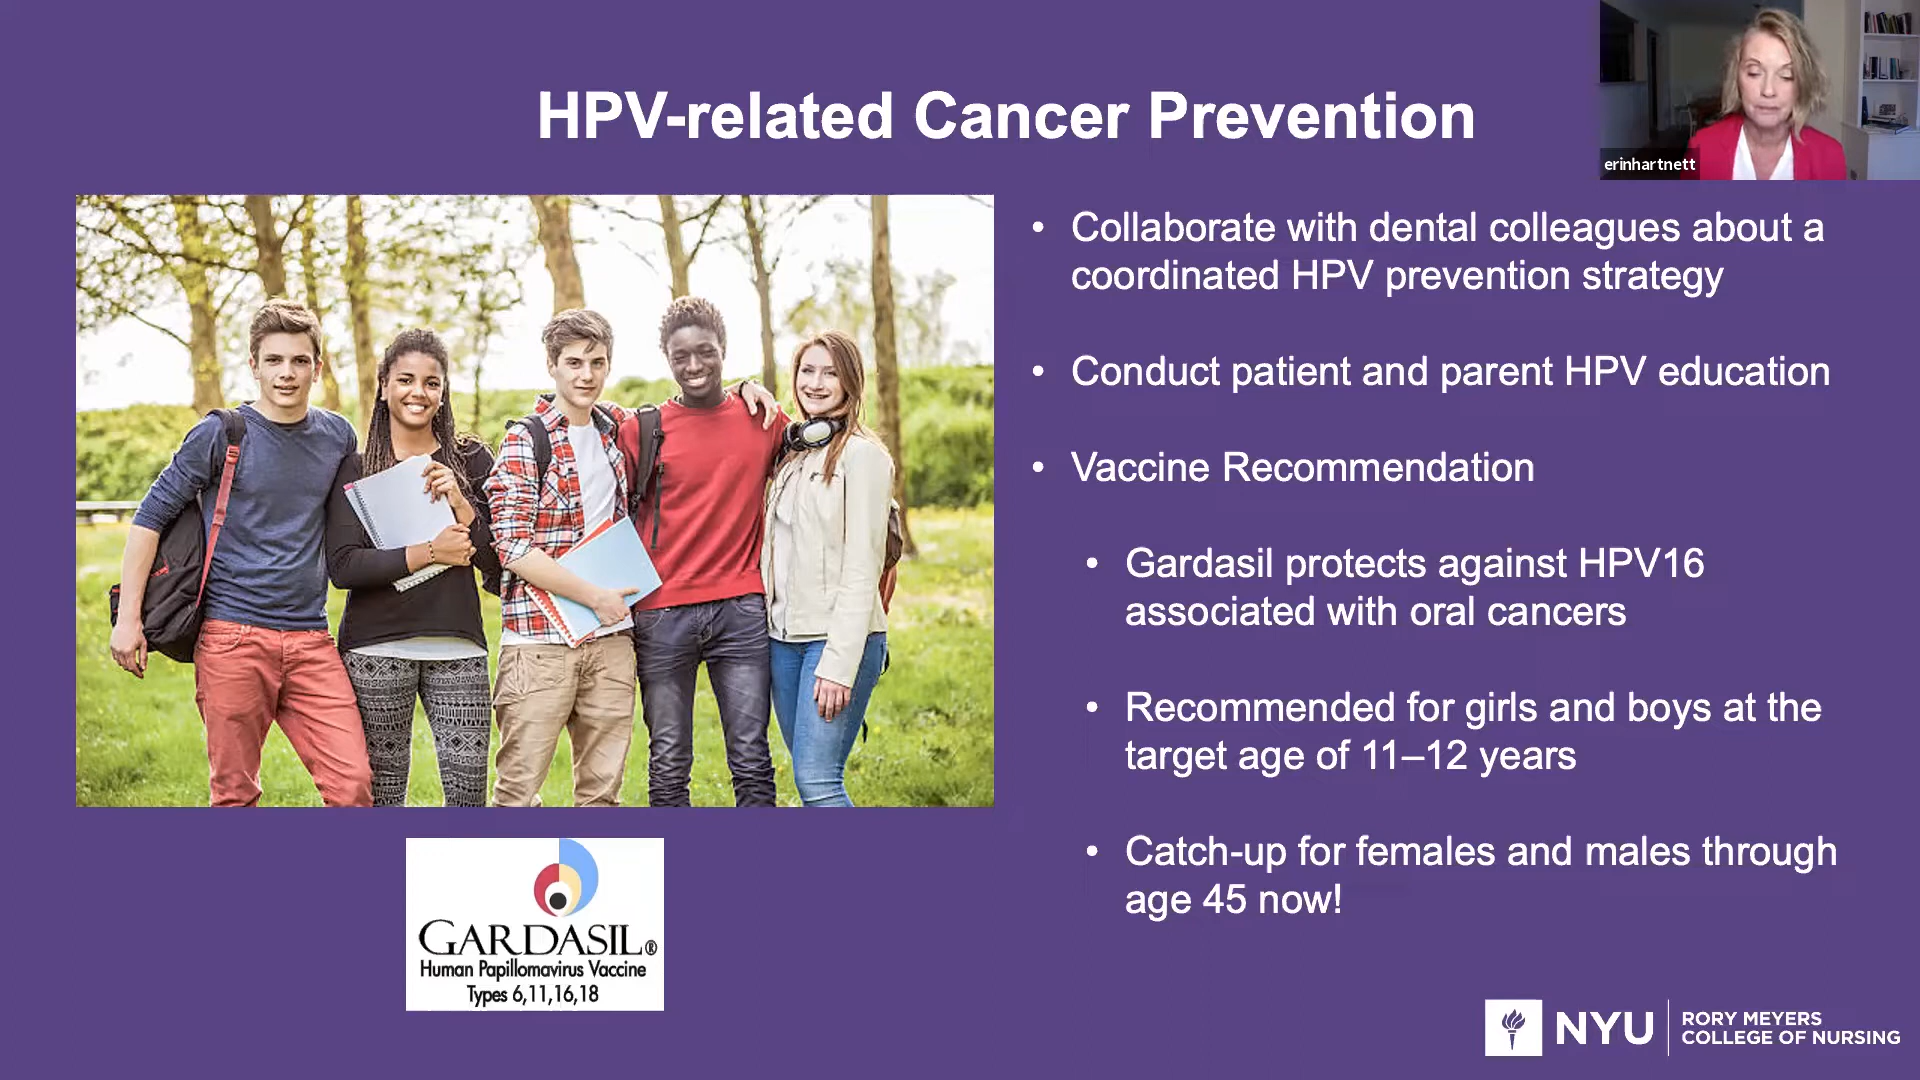 HPV-related Cancer Prevention
erinhartnett
• Collaborate with dental colleagues about a
coordinated HPV prevention strategy
• Conduct patient and parent HPV education
• Vaccine Recommendation
• Gardasil protects against HPV16
associated with oral cancers
• Recommended for girls and boys at the
target age of 11–12 years
• Catch-up for females and males through
age 45 now!
GARDASIL®
Human Papillomavirus Vaccine
Types 6,11,16,18
NYU
RORY MEYERS
COLLEGE OF NURSING